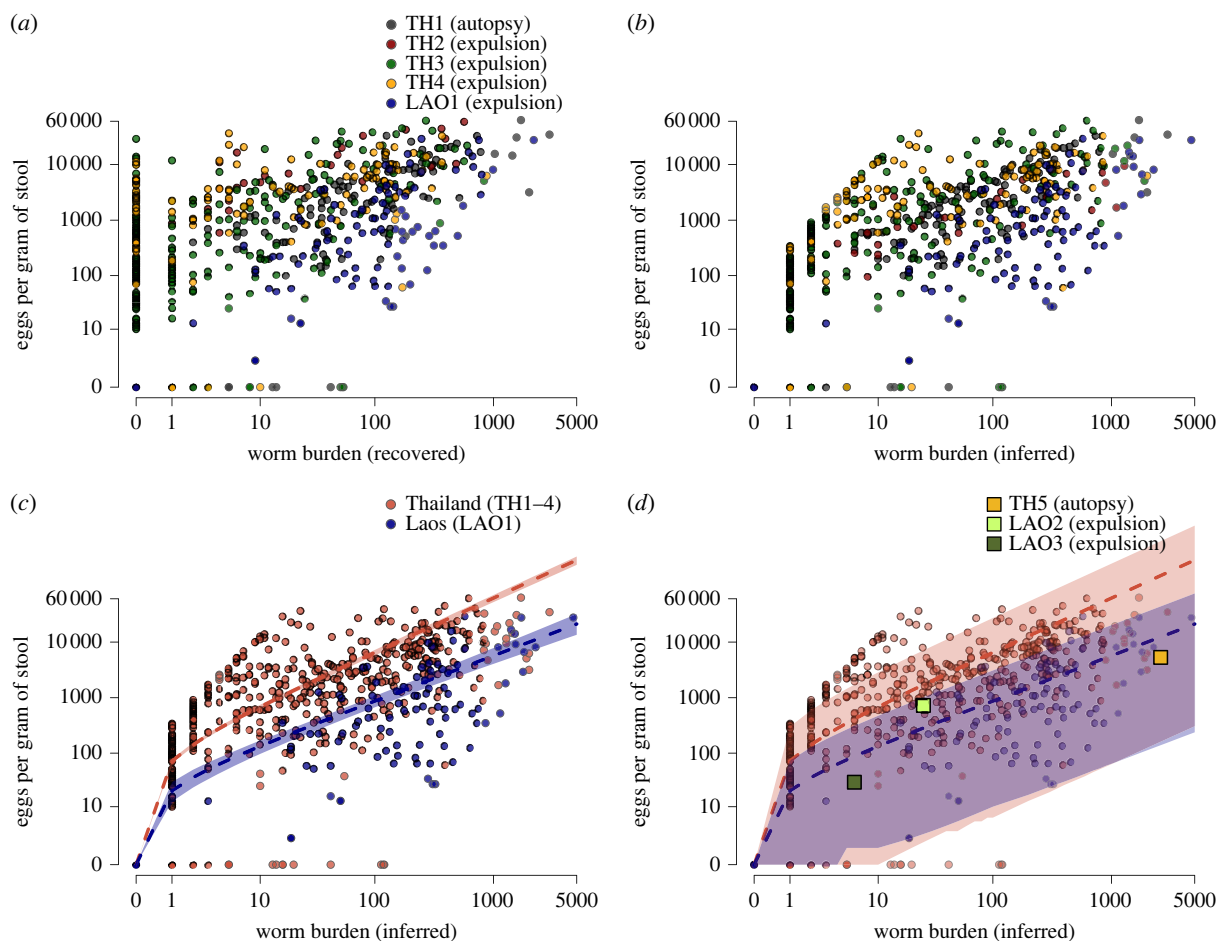 (a)
TH1 (autopsy)
TH2 (expulsion)
TH3 (expulsion)
TH4 (expulsion)
LAO1 (expulsion)
60 000
10 000
1000
100
10
0
eggs per gram of stool
0 1 10 100 1000 5000
worm burden (recovered)
(b)
60 000
10 000
1000
100
10
0
eggs per gram of stool
0 1 10 100 1000 5000
worm burden (inferred)
(c)
Thailand (TH1–4)
Laos (LAO1)
60 000
10 000
1000
100
10
0
eggs per gram of stool
0 1 10 100 1000 5000
worm burden (inferred)
(d)
TH5 (autopsy)
LAO2 (expulsion)
LAO3 (expulsion)
60 000
10 000
1000
100
10
0
eggs per gram of stool
0 1 10 100 1000 5000
worm burden (inferred)